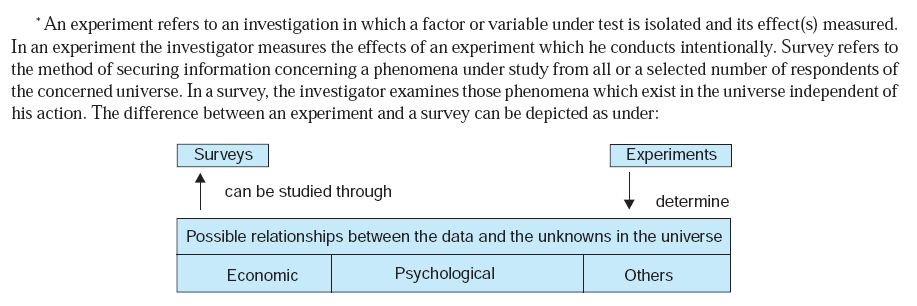 * An experiment refers to an investigation in which a factor or variable under test is isolated and its effect(s) measured.
In an experiment the investigator measures the effects of an experiment which he conducts intentionally. Survey refers to
the method of securing information concerning a phenomena under study from all or a selected number of respondents of
the concerned universe. In a survey, the investigator examines those phenomena which exist in the universe independent of
his action. The difference between an experiment and a survey can be depicted as under:
Surveys
Experiments
can be studied through
determine
Possible relationships between the data and the unknowns in the universe
Economic
Psychological
Others